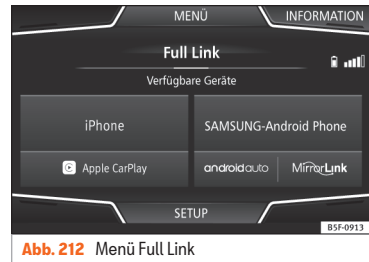 MENÜ INFORMATION
Full Link
Verfügbare Geräte
iPhone SAMSUNG-Android Phone
Apple CarPlay androidauto MirrorLink
SETUP
B5F-0913
Abb. 212 Menü Full Link